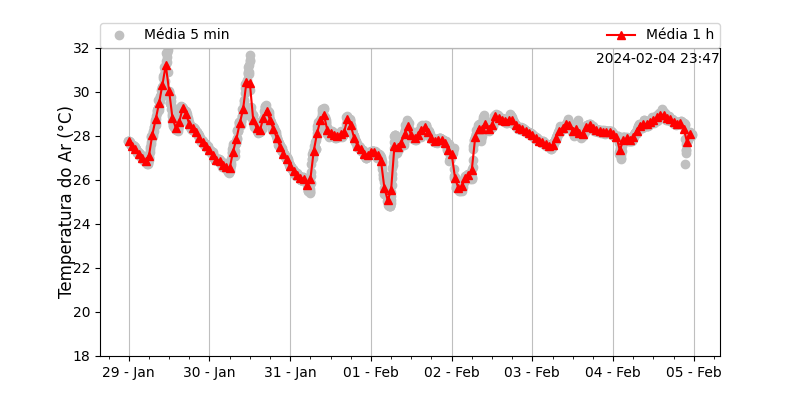 Média 5 min
Média 1 h
2024-02-04 23:47
Temperatura do Ar (°C)
32
30
28
26
24
22
20
18
29 - Jan
30 - Jan
31 - Jan
01 - Feb
02 - Feb
03 - Feb
04 - Feb
05 - Feb